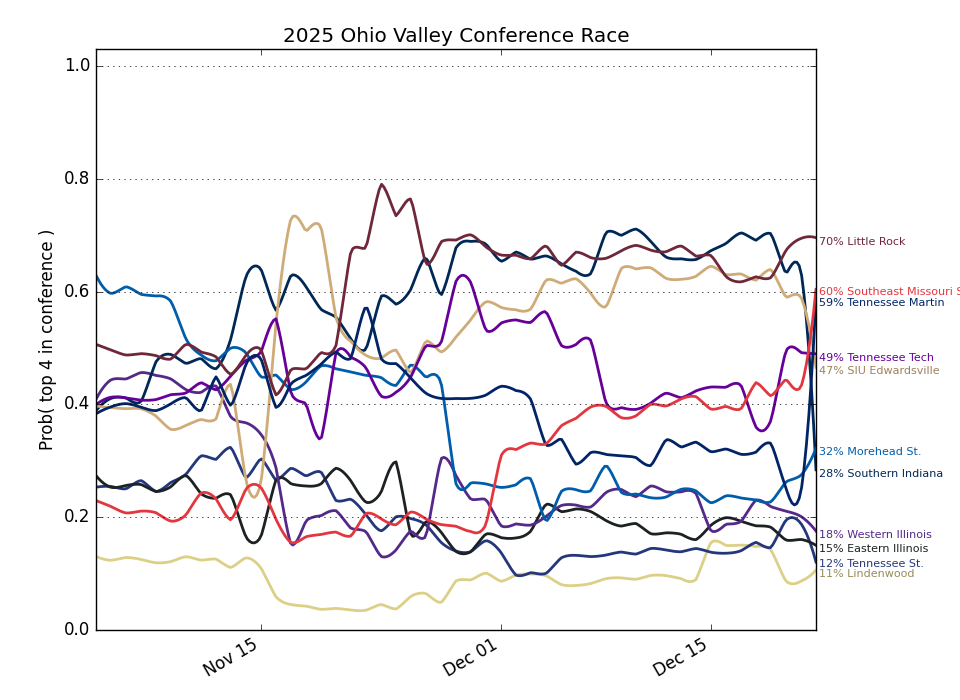 2025 Ohio Valley Conference Race
Prob( top 4 in conference )
1.0
0.8
0.6
0.4
0.2
0.0
Nov 15
Dec 01
Dec 15
70% Little Rock
60% Southeast Missouri S
59% Tennessee Martin
49% Tennessee Tech
47% SIU Edwardsville
32% Morehead St.
28% Southern Indiana
18% Western Illinois
15% Eastern Illinois
12% Tennessee St.
11% Lindenwood